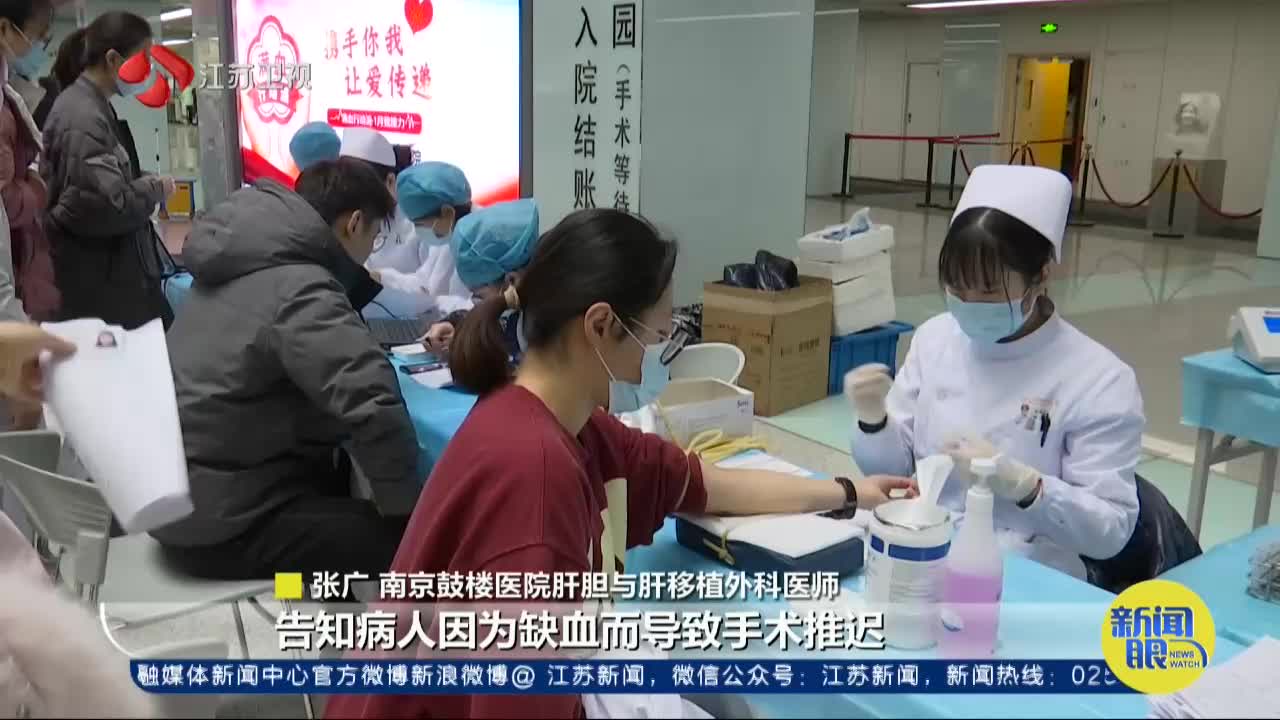 江苏卫视
携手你我
让爱传递
入院结账
园（手术等待
张广 南京鼓楼医院肝胆与肝移植外科医师
告知病人因为缺血而导致手术推迟
新闻眼
NEWS WATCH
融媒体新闻中心官方微博新浪微博@ 江苏新闻，微信公众号：江苏新闻，新闻热线：025